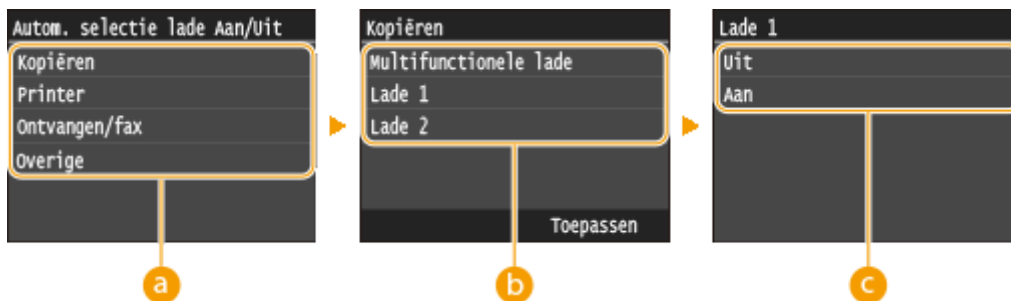 Autom. selectie lade Aan/Uit
Kopiëren
Printer
Ontvangen/fax
Overige
a
Kopiëren
Multifunctionele lade
Lade 1
Lade 2
Toepassen
b
Lade 1
Uit
Aan
c